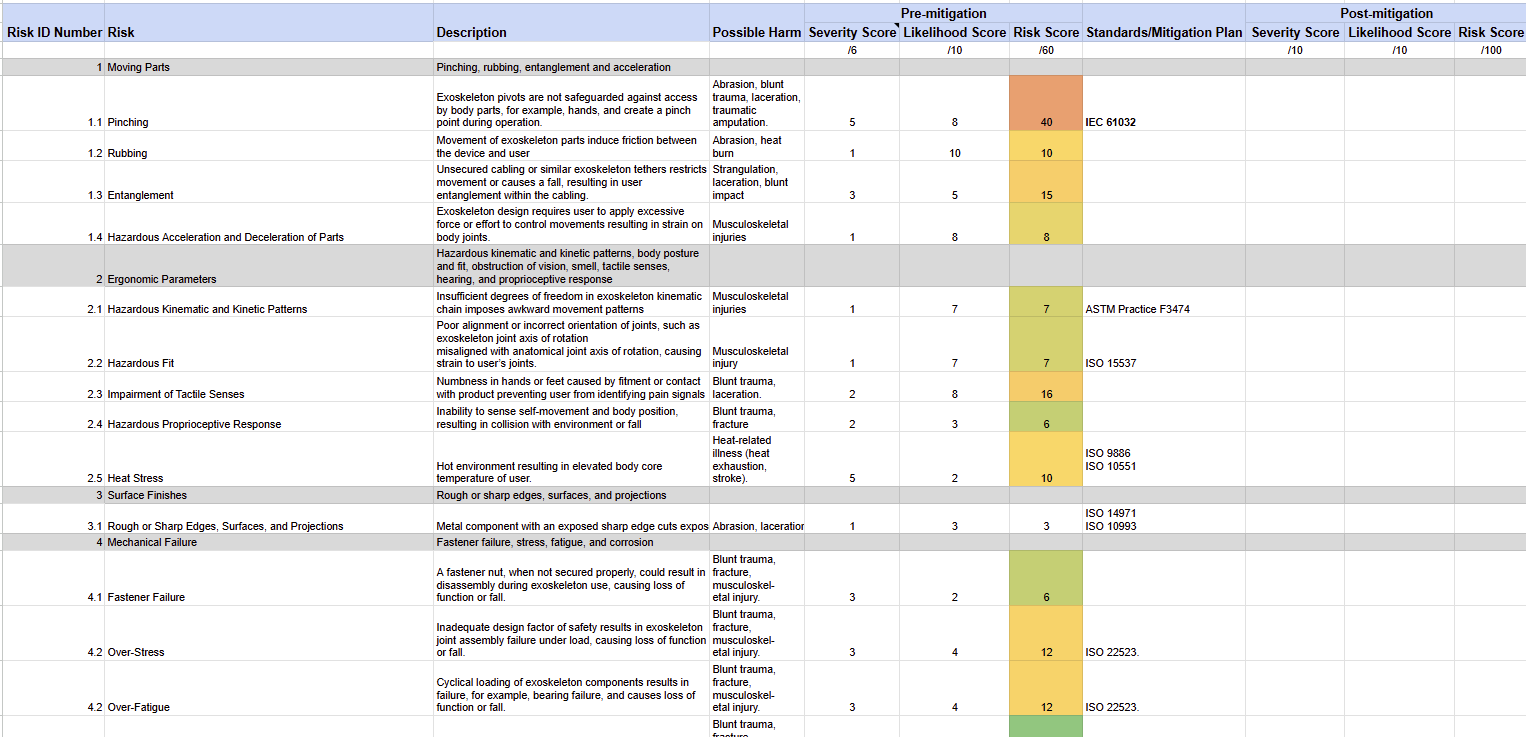 Pre-mitigation Post-mitigation
Risk ID Number Risk Description Possible Harm Severity Score Likelihood Score Risk Score Standards/Mitigation Plan Severity Score Likelihood Score Risk Score
/6 /10 /60 /10 /10 /100
1 Moving Parts Pinching, rubbing, entanglement and acceleration
Abrasion, blunt
Exoskeleton pivots are not safeguarded against access trauma, laceration,
by body parts, for example, hands, and create a pinch traumatic
1.1 Pinching point during operation. amputation. 5 8 40 IEC 61032
Movement of exoskeleton parts induce friction between Abrasion, heat
1.2 Rubbing the device and user burn 1 10 10
Unsecured cabling or similar exoskeleton tethers restricts Strangulation,
movement or causes a fall, resulting in user laceration, blunt
1.3 Entanglement entanglement within the cabling. impact 3 5 15
Exoskeleton design requires user to apply excessive
force or effort to control movements resulting in strain on Musculoskeletal
1.4 Hazardous Acceleration and Deceleration of Parts body joints. injuries 1 8 8
Hazardous kinematic and kinetic patterns, body posture
and fit, obstruction of vision, smell, tactile senses,
2 Ergonomic Parameters hearing, and proprioceptive response
Insufficient degrees of freedom in exoskeleton kinematic Musculoskeletal
2.1 Hazardous Kinematic and Kinetic Patterns chain imposes awkward movement patterns injuries 1 7 7 ASTM Practice F3474
Poor alignment or incorrect orientation of joints, such as
exoskeleton joint axis of rotation
misaligned with anatomical joint axis of rotation, causing Musculoskeletal
2.2 Hazardous Fit strain to user's joints. injury 1 7 7 ISO 15537
Numbness in hands or feet caused by fitment or contact Blunt trauma,
2.3 Impairment of Tactile Senses with product preventing user from identifying pain signals laceration. 2 8 16
Inability to sense self-movement and body position, Blunt trauma,
2.4 Hazardous Proprioceptive Response resulting in collision with environment or fall fracture 2 3 6
Heat-related
illness (heat ISO 9886
Hot environment resulting in elevated body core exhaustion, ISO 10551
2.5 Heat Stress temperature of user. stroke). 5 2 10
3 Surface Finishes Rough or sharp edges, surfaces, and projections
ISO 14971
3.1 Rough or Sharp Edges, Surfaces, and Projections Metal component with an exposed sharp edge cuts expos Abrasion, laceration 1 3 3 ISO 10993
4 Mechanical Failure Fastener failure, stress, fatigue, and corrosion
Blunt trauma,
A fastener nut, when not secured properly, could result in fracture,
disassembly during exoskeleton use, causing loss of musculoskel-
4.1 Fastener Failure function or fall. etal injury. 3 2 6
Blunt trauma,
Inadequate design factor of safety results in exoskeleton fracture,
joint assembly failure under load, causing loss of function musculoskel-
4.2 Over-Stress or fall. etal injury. 3 4 12 ISO 22523.
Blunt trauma,
Cyclical loading of exoskeleton components results in fracture,
failure, for example, bearing failure, and causes loss of musculoskel-
4.2 Over-Fatigue function or fall. etal injury. 3 4 12 ISO 22523.
Blunt trauma,